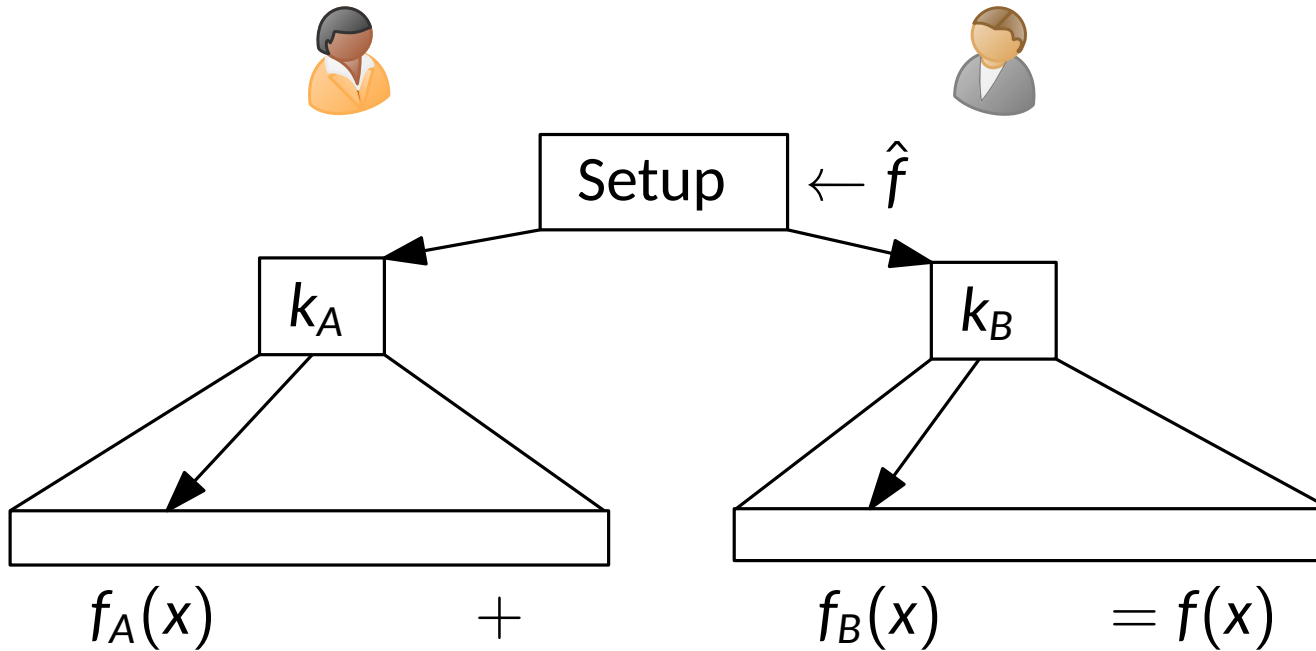 Setup ← f̂
k_A
k_B
f_A(x) + f_B(x) = f(x)